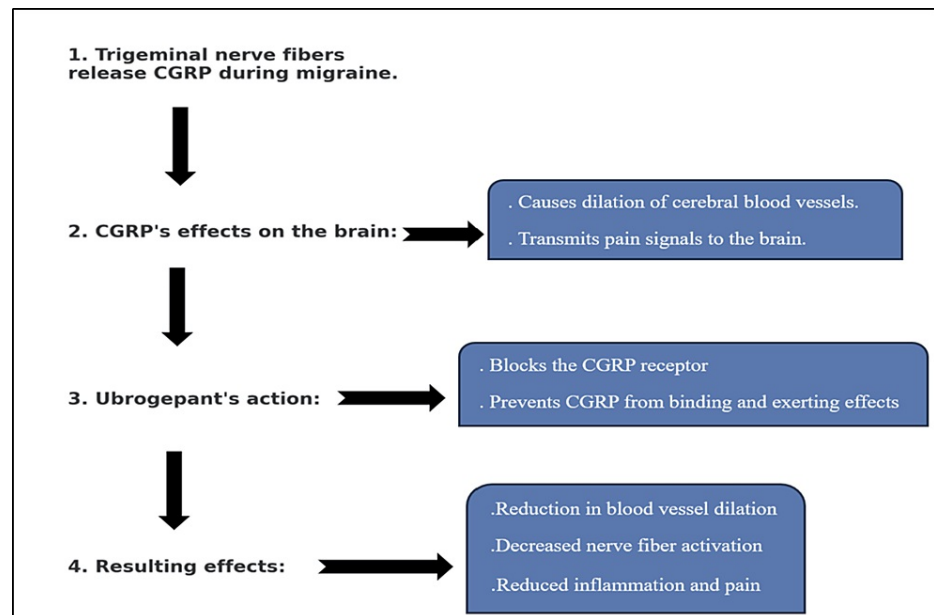 1. Trigeminal nerve fibers
release CGRP during migraine.
2. CGRP's effects on the brain:
. Causes dilation of cerebral blood vessels.
. Transmits pain signals to the brain.
3. Ubrogepant's action:
. Blocks the CGRP receptor
. Prevents CGRP from binding and exerting effects
4. Resulting effects:
.Reduction in blood vessel dilation
.Decreased nerve fiber activation
.Reduced inflammation and pain